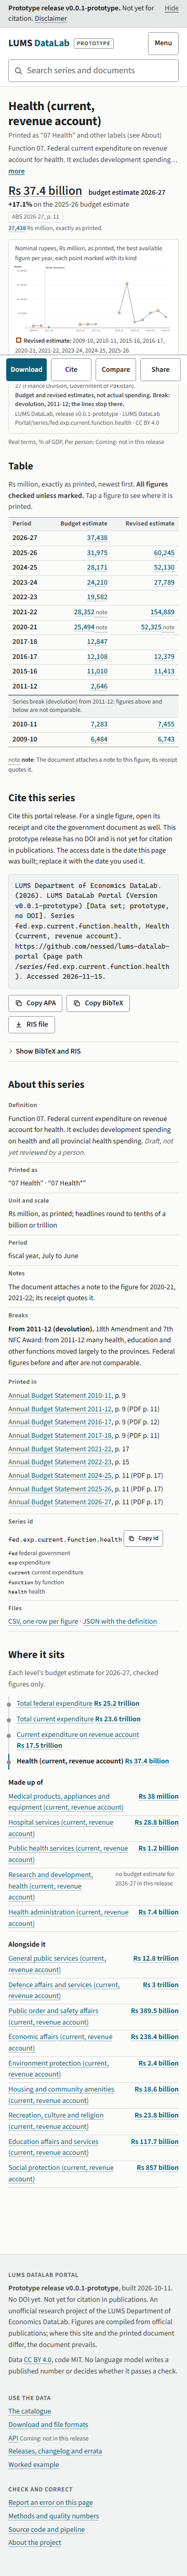 Prototype release v0.1.0-prototype. Not yet for
citation. Disclaimer
Hide
LUMS DataLab PROTOTYPE
Menu
Search series and documents
Health (current,
revenue account)
Printed as “07 Health” and other labels (see About)
Function 07. Federal current expenditure on revenue
account for health. It excludes development spending…
more
Rs 37.4 billion budget estimate 2026-27
+17.1% on the 2025-26 budget estimate
ABS 2026-27, p. 11
37,438 Rs million, exactly as printed.
Nominal rupees, Rs million, as printed; the best available
figure per year, each point marked with its kind
Revised estimate: 2009-10, 2010-11, 2015-16, 2016-17,
2020-21, 2021-22, 2023-24, 2024-25, 2025-26
Download
Cite
Compare
Share
27 (Finance Division, Government of Pakistan).
Budget and revised estimates, not actual spending. Break:
devolution, 2011-12; the lines stop there.
LUMS DataLab, release v0.1.0-prototype · LUMS DataLab
Portal/series/fed.exp.current.function.health · CC BY 4.0
Real terms, % of GDP, Per person: Coming: not in this release
Table
Rs million, exactly as printed, newest first. All figures
checked unless marked. Tap a figure to see where it is
printed.
Period Budget estimate Revised estimate
2026-27 37,438
2025-26 31,975 60,245
2024-25 28,171 52,130
2023-24 24,210 27,789
2022-23 19,582
2021-22 28,352 note 154,889
2020-21 25,494 note 52,325 note
2017-18 12,847
2016-17 12,108 12,379
2015-16 11,010 11,413
2011-12 2,646
Series break (devolution) from 2011-12: figures above and
below are not comparable.
2010-11 7,283 7,455
2009-10 6,484 6,743
note note: The document attaches a note to this figure; its receipt
quotes it.
Cite this series
Cite this portal release. For a single figure, open its
receipt and cite the government document as well. This
prototype release has no DOI and is not yet for citation
in publications. The access date is the date this page
was built; replace it with the date you used it.
LUMS Department of Economics DataLab.
(2026). LUMS DataLab Portal (Version
v0.1.0-prototype) [Data set; prototype,
no DOI]. Series
fed.exp.current.function.health, Health
(current, revenue account).
https://github.com/nessed/lums-datalab-
portal (page path
/series/fed.exp.current.function.health
). Accessed 2026-11-15.
Copy APA
Copy BibTeX
RIS file
Show BibTeX and RIS
About this series
Definition
Function 07. Federal current expenditure on revenue
account for health. It excludes development spending
on health and all provincial health spending. Draft, not
yet reviewed by a person.
Printed as
“07 Health” · “07 Health*”
Unit and scale
Rs million, as printed; headlines round to tenths of a
billion or trillion
Period
fiscal year, July to June
Notes
The document attaches a note to the figure for 2020-21,
2021-22; its receipt quotes it.
Breaks
From 2011-12 (devolution). 18th Amendment and 7th
NFC Award: from 2011-12 many health, education and
other functions moved largely to the provinces. Federal
figures before and after are not comparable.
Printed in
Annual Budget Statement 2010-11, p. 9
Annual Budget Statement 2011-12, p. 9 (PDF p. 11)
Annual Budget Statement 2016-17, p. 9 (PDF p. 12)
Annual Budget Statement 2017-18, p. 9 (PDF p. 11)
Annual Budget Statement 2021-22, p. 17
Annual Budget Statement 2022-23, p. 15
Annual Budget Statement 2024-25, p. 11 (PDF p. 17)
Annual Budget Statement 2025-26, p. 11 (PDF p. 17)
Annual Budget Statement 2026-27, p. 11 (PDF p. 17)
Series id
fed.exp.current.function.health Copy id
fed federal government
exp expenditure
current current expenditure
function by function
health health
Files
CSV, one row per figure · JSON with the definition
Where it sits
Each level’s budget estimate for 2026-27, checked
figures only.
Total federal expenditure Rs 25.2 trillion
Total current expenditure Rs 23.6 trillion
Current expenditure on revenue account
Rs 17.5 trillion
Health (current, revenue account) Rs 37.4 billion
Made up of
Medical products, appliances and
equipment (current, revenue account)
Rs 38 million
Hospital services (current, revenue
account)
Rs 28.8 billion
Public health services (current, revenue
account)
Rs 1.2 billion
Research and development,
health (current, revenue
account)
no budget estimate for
2026-27 in this release
Health administration (current, revenue
account)
Rs 7.4 billion
Alongside it
General public services (current,
revenue account)
Rs 12.8 trillion
Defence affairs and services (current,
revenue account)
Rs 3 trillion
Public order and safety affairs
(current, revenue account)
Rs 389.5 billion
Economic affairs (current, revenue
account)
Rs 238.4 billion
Environment protection (current,
revenue account)
Rs 2.4 billion
Housing and community amenities
(current, revenue account)
Rs 18.6 billion
Recreation, culture and religion
(current, revenue account)
Rs 23.8 billion
Education affairs and services
(current, revenue account)
Rs 117.7 billion
Social protection (current, revenue
account)
Rs 857 billion
LUMS DATALAB PORTAL
Prototype release v0.1.0-prototype, built 2026-10-11.
No DOI yet. Not yet for citation in publications. An
unofficial research project of the LUMS Department of
Economics DataLab. Figures are compiled from official
publications; where this site and the printed document
differ, the document prevails.
Data CC BY 4.0, code MIT. No language model writes a
published number or decides whether it passes a check.
USE THE DATA
The catalogue
Download and file formats
API Coming: not in this release
Releases, changelog and errata
Worked example
CHECK AND CORRECT
Report an error on this page
Methods and quality numbers
Source code and pipeline
About the project